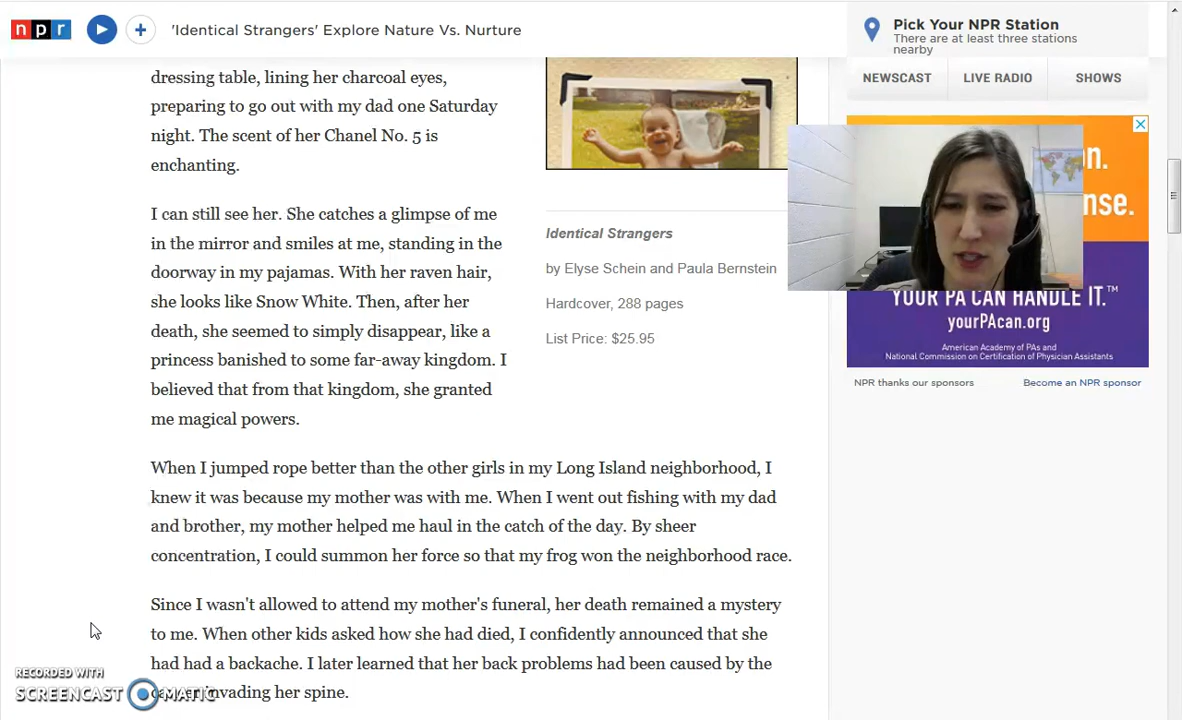 npr
'Identical Strangers' Explore Nature Vs. Nurture
Pick Your NPR Station
There are at least three stations
nearby
NEWSCAST
LIVE RADIO
SHOWS
dressing table, lining her charcoal eyes,
preparing to go out with my dad one Saturday
night. The scent of her Chanel No. 5 is
enchanting.
I can still see her. She catches a glimpse of me
in the mirror and smiles at me, standing in the
doorway in my pajamas. With her raven hair,
she looks like Snow White. Then, after her
death, she seemed to simply disappear, like a
princess banished to some far-away kingdom. I
believed that from that kingdom, she granted
me magical powers.
Identical Strangers
by Elyse Schein and Paula Bernstein
Hardcover, 288 pages
List Price: $25.95
When I jumped rope better than the other girls in my Long Island neighborhood, I
knew it was because my mother was with me. When I went out fishing with my dad
and brother, my mother helped me haul in the catch of the day. By sheer
concentration, I could summon her force so that my frog won the neighborhood race.
Since I wasn't allowed to attend my mother's funeral, her death remained a mystery
to me. When other kids asked how she had died, I confidently announced that she
had had a backache. I later learned that her back problems had been caused by the
invading her spine.
n.
nse.
YOUR PA CAN HANDLE IT.™
yourPAcan.org
American Academy of PAs and
National Commission on Certification of Physician Assistants
NPR thanks our sponsors
Become an NPR sponsor
RECORDED WITH
SCREENCAST MATIC